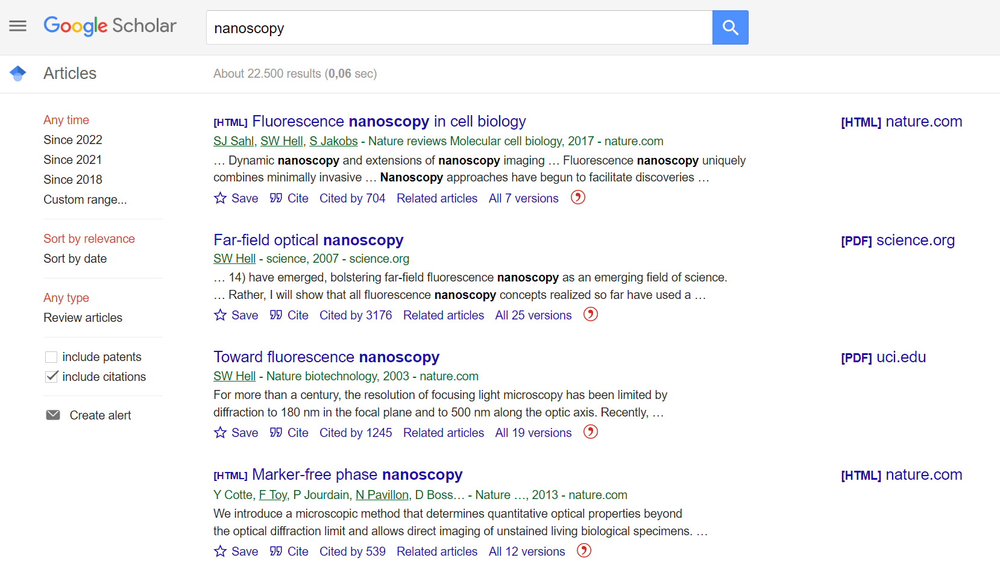 Google Scholar
nanoscopy
Articles
About 22.500 results (0,06 sec)
Any time
Since 2022
Since 2021
Since 2018
Custom range...
Sort by relevance
Sort by date
Any type
Review articles
include patents
include citations
Create alert
[HTML] Fluorescence nanoscopy in cell biology
SJ Sahl, SW Hell, S Jakobs - Nature reviews Molecular cell biology, 2017 - nature.com
… Dynamic nanoscopy and extensions of nanoscopy imaging … Fluorescence nanoscopy uniquely
combines minimally invasive … Nanoscopy approaches have begun to facilitate discoveries …
Save Cite Cited by 704 Related articles All 7 versions
[HTML] nature.com
Far-field optical nanoscopy
SW Hell - science, 2007 - science.org
… 14) have emerged, bolstering far-field fluorescence nanoscopy as an emerging field of science.
… Rather, I will show that all fluorescence nanoscopy concepts realized so far have used a …
Save Cite Cited by 3176 Related articles All 25 versions
[PDF] science.org
Toward fluorescence nanoscopy
SW Hell - Nature biotechnology, 2003 - nature.com
For more than a century, the resolution of focusing light microscopy has been limited by
diffraction to 180 nm in the focal plane and to 500 nm along the optic axis. Recently, …
Save Cite Cited by 1245 Related articles All 19 versions
[PDF] uci.edu
[HTML] Marker-free phase nanoscopy
Y Cotte, F Toy, P Jourdain, N Pavillon, D Boss… - Nature …, 2013 - nature.com
We introduce a microscopic method that determines quantitative optical properties beyond
the optical diffraction limit and allows direct imaging of unstained living biological specimens. …
Save Cite Cited by 539 Related articles All 12 versions
[HTML] nature.com